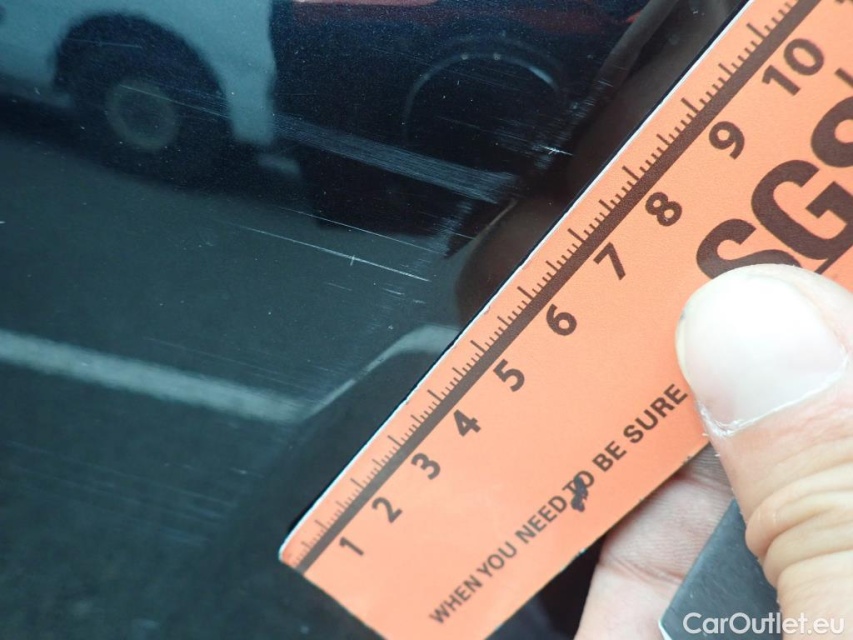 1 2 3 4 5 6 7 8 9 10
SGS
WHEN YOU NEED TO BE SURE
CarOutlet.eu